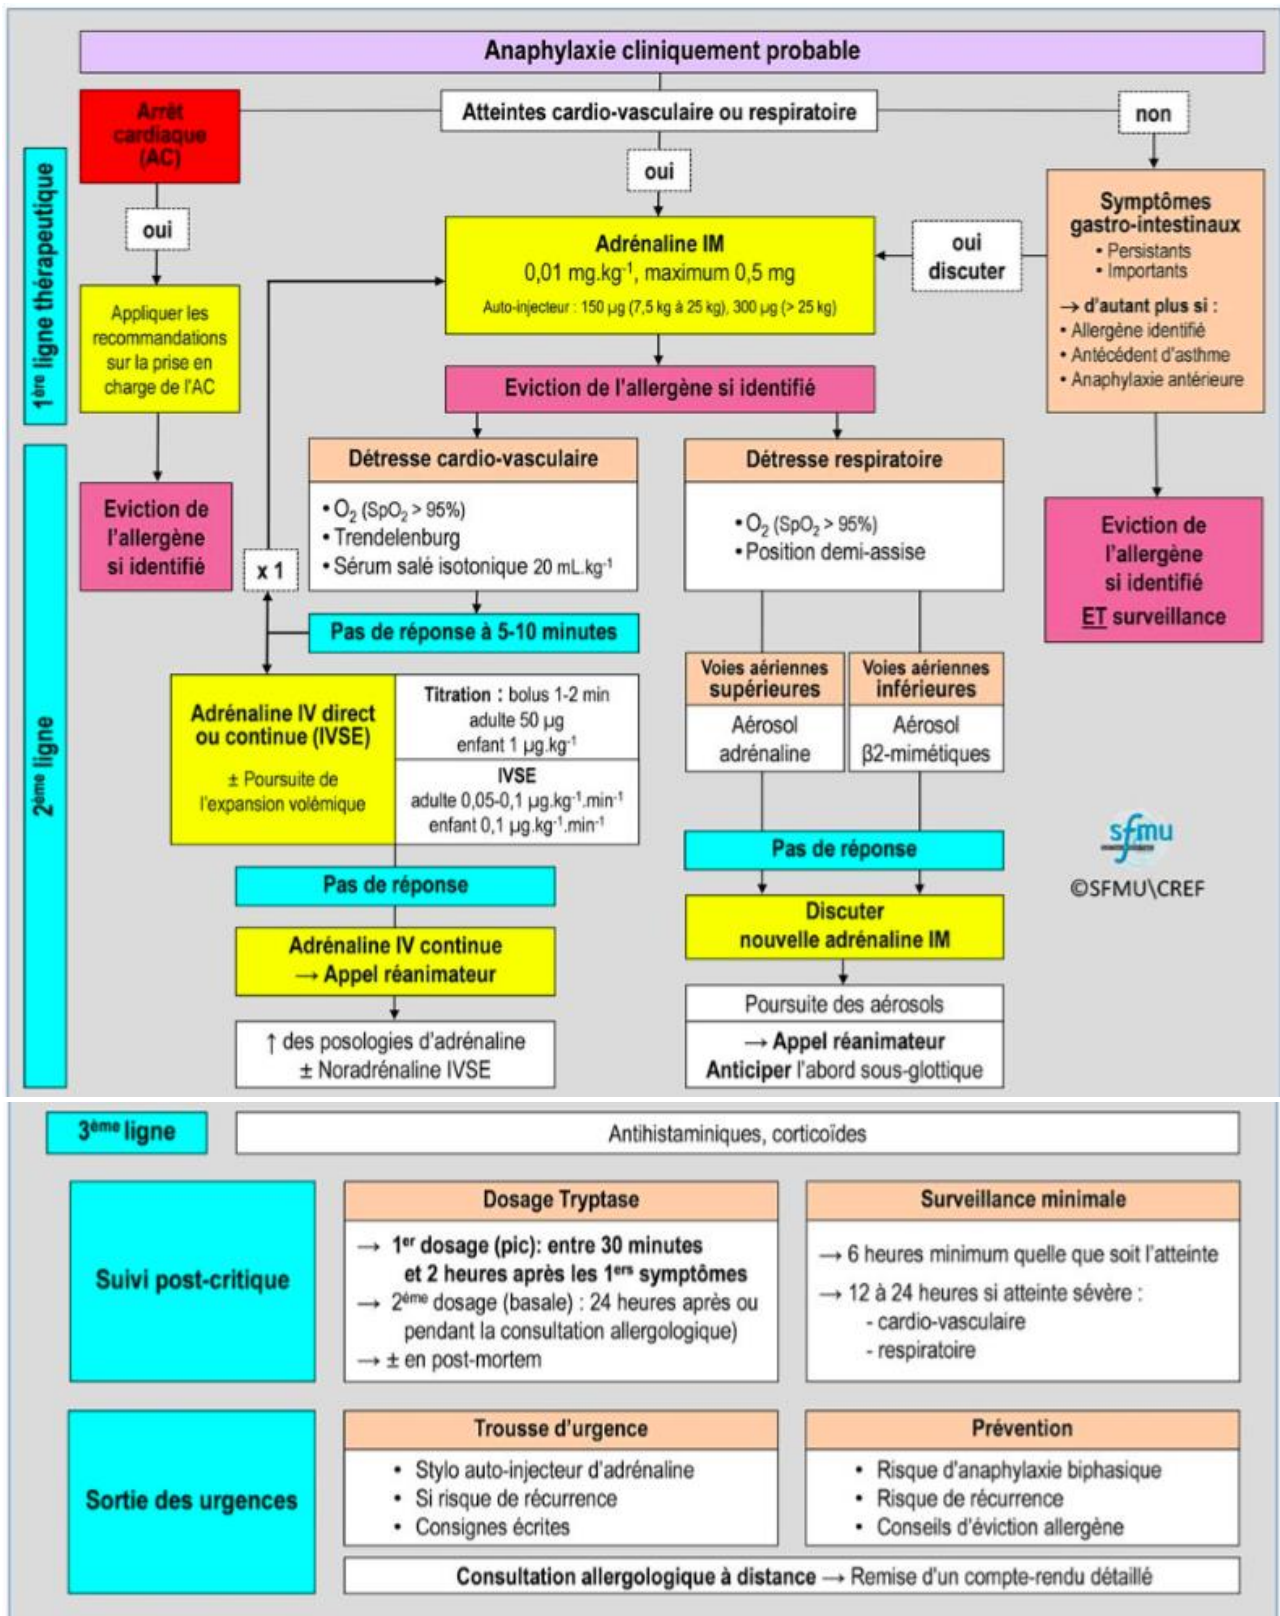 Anaphylaxie cliniquement probable
Arrêt
cardiaque
(AC)
Atteintes cardio-vasculaire ou respiratoire
non
oui
oui
1ère ligne thérapeutique
Appliquer les
recommandations
sur la prise en
charge de l'AC
Adrénaline IM
0,01 mg.kg⁻¹, maximum 0,5 mg
Auto-injecteur : 150 µg (7,5 kg à 25 kg), 300 µg (> 25 kg)
oui
discuter
Symptômes
gastro-intestinaux
• Persistants
• Importants
→ d'autant plus si :
• Allergène identifié
• Antécédent d'asthme
• Anaphylaxie antérieure
Eviction de l'allergène si identifié
2ème ligne
Eviction de
l'allergène
si identifié
x 1
Détresse cardio-vasculaire
• O₂ (SpO₂ > 95%)
• Trendelenburg
• Sérum salé isotonique 20 mL.kg⁻¹
Pas de réponse à 5-10 minutes
Adrénaline IV direct
ou continue (IVSE)
± Poursuite de
l'expansion volémique
Titration : bolus 1-2 min
adulte 50 µg
enfant 1 µg.kg⁻¹
IVSE
adulte 0,05-0,1 µg.kg⁻¹.min⁻¹
enfant 0,1 µg.kg⁻¹.min⁻¹
Pas de réponse
Adrénaline IV continue
→ Appel réanimateur
↑ des posologies d'adrénaline
± Noradrénaline IVSE
Détresse respiratoire
• O₂ (SpO₂ > 95%)
• Position demi-assise
Voies aériennes
supérieures
Aérosol
adrénaline
Voies aériennes
inférieures
Aérosol
β2-mimétiques
Pas de réponse
Discuter
nouvelle adrénaline IM
Poursuite des aérosols
→ Appel réanimateur
Anticiper l'abord sous-glottique
Eviction de
l'allergène
si identifié
ET surveillance
sfmu
©SFMU\CREF
3ème ligne
Antihistaminiques, corticoïdes
Suivi post-critique
Dosage Tryptase
→ 1er dosage (pic): entre 30 minutes
et 2 heures après les 1ers symptômes
→ 2ème dosage (basale) : 24 heures après ou
pendant la consultation allergologique)
→ ± en post-mortem
Surveillance minimale
→ 6 heures minimum quelle que soit l'atteinte
→ 12 à 24 heures si atteinte sévère :
- cardio-vasculaire
- respiratoire
Sortie des urgences
Trousse d'urgence
• Stylo auto-injecteur d'adrénaline
• Si risque de récurrence
• Consignes écrites
Prévention
• Risque d'anaphylaxie biphasique
• Risque de récurrence
• Conseils d'éviction allergène
Consultation allergologique à distance → Remise d'un compte-rendu détaillé